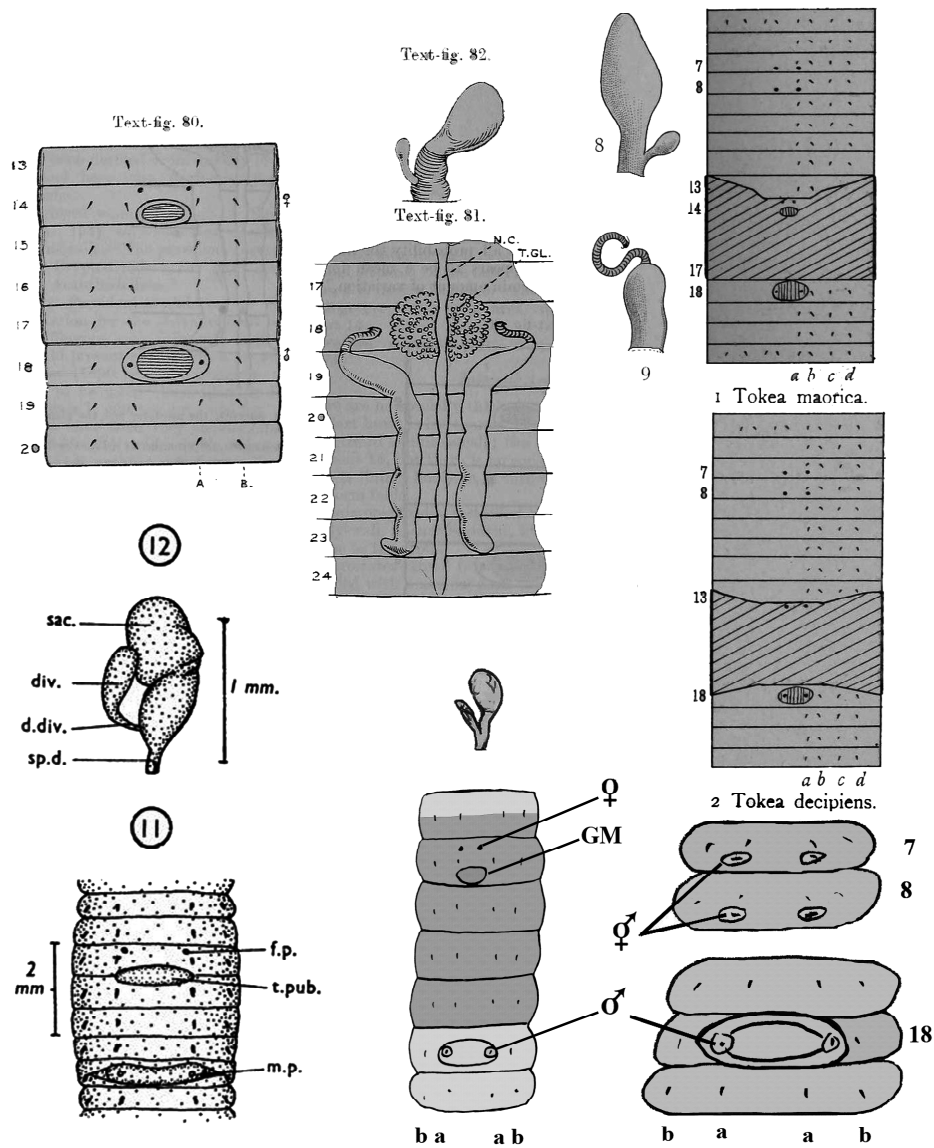 Text-fig. 80.
13
14
♀
15
16
17
18
♂
19
20
A B
Text-fig. 82.
Text-fig. 81.
N.C.
T.GL.
17
18
19
20
21
22
23
24
8
9
7
8
13
14
17
18
a b c d
1 Tokea maorica.
7
8
13
18
a b c d
2 Tokea decipiens.
12
sac.
div.
d.div.
sp.d.
1 mm.
11
2
mm
f.p.
t.pub.
m.p.
♀
GM
♂
b a a b
7
8
⚥
18
b a a b